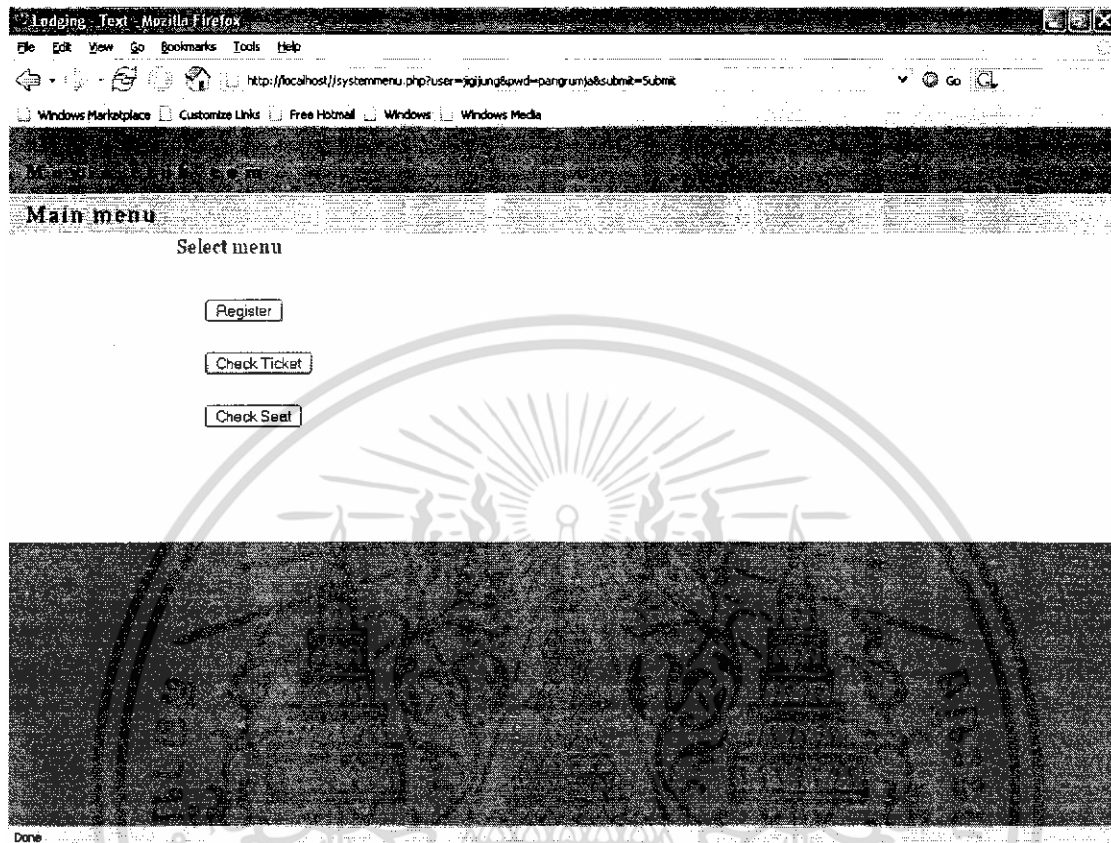 Lodging - Text - Mozilla Firefox
File Edit View Go Bookmarks Tools Help
http://localhost//systemmenu.php?user=jigijung&pwd=pangrumja&submit=Submit Go
Windows Marketplace Customize Links Free Hotmail Windows Windows Media
Main menu
Select menu
Register
Check Ticket
Check Seat
Done